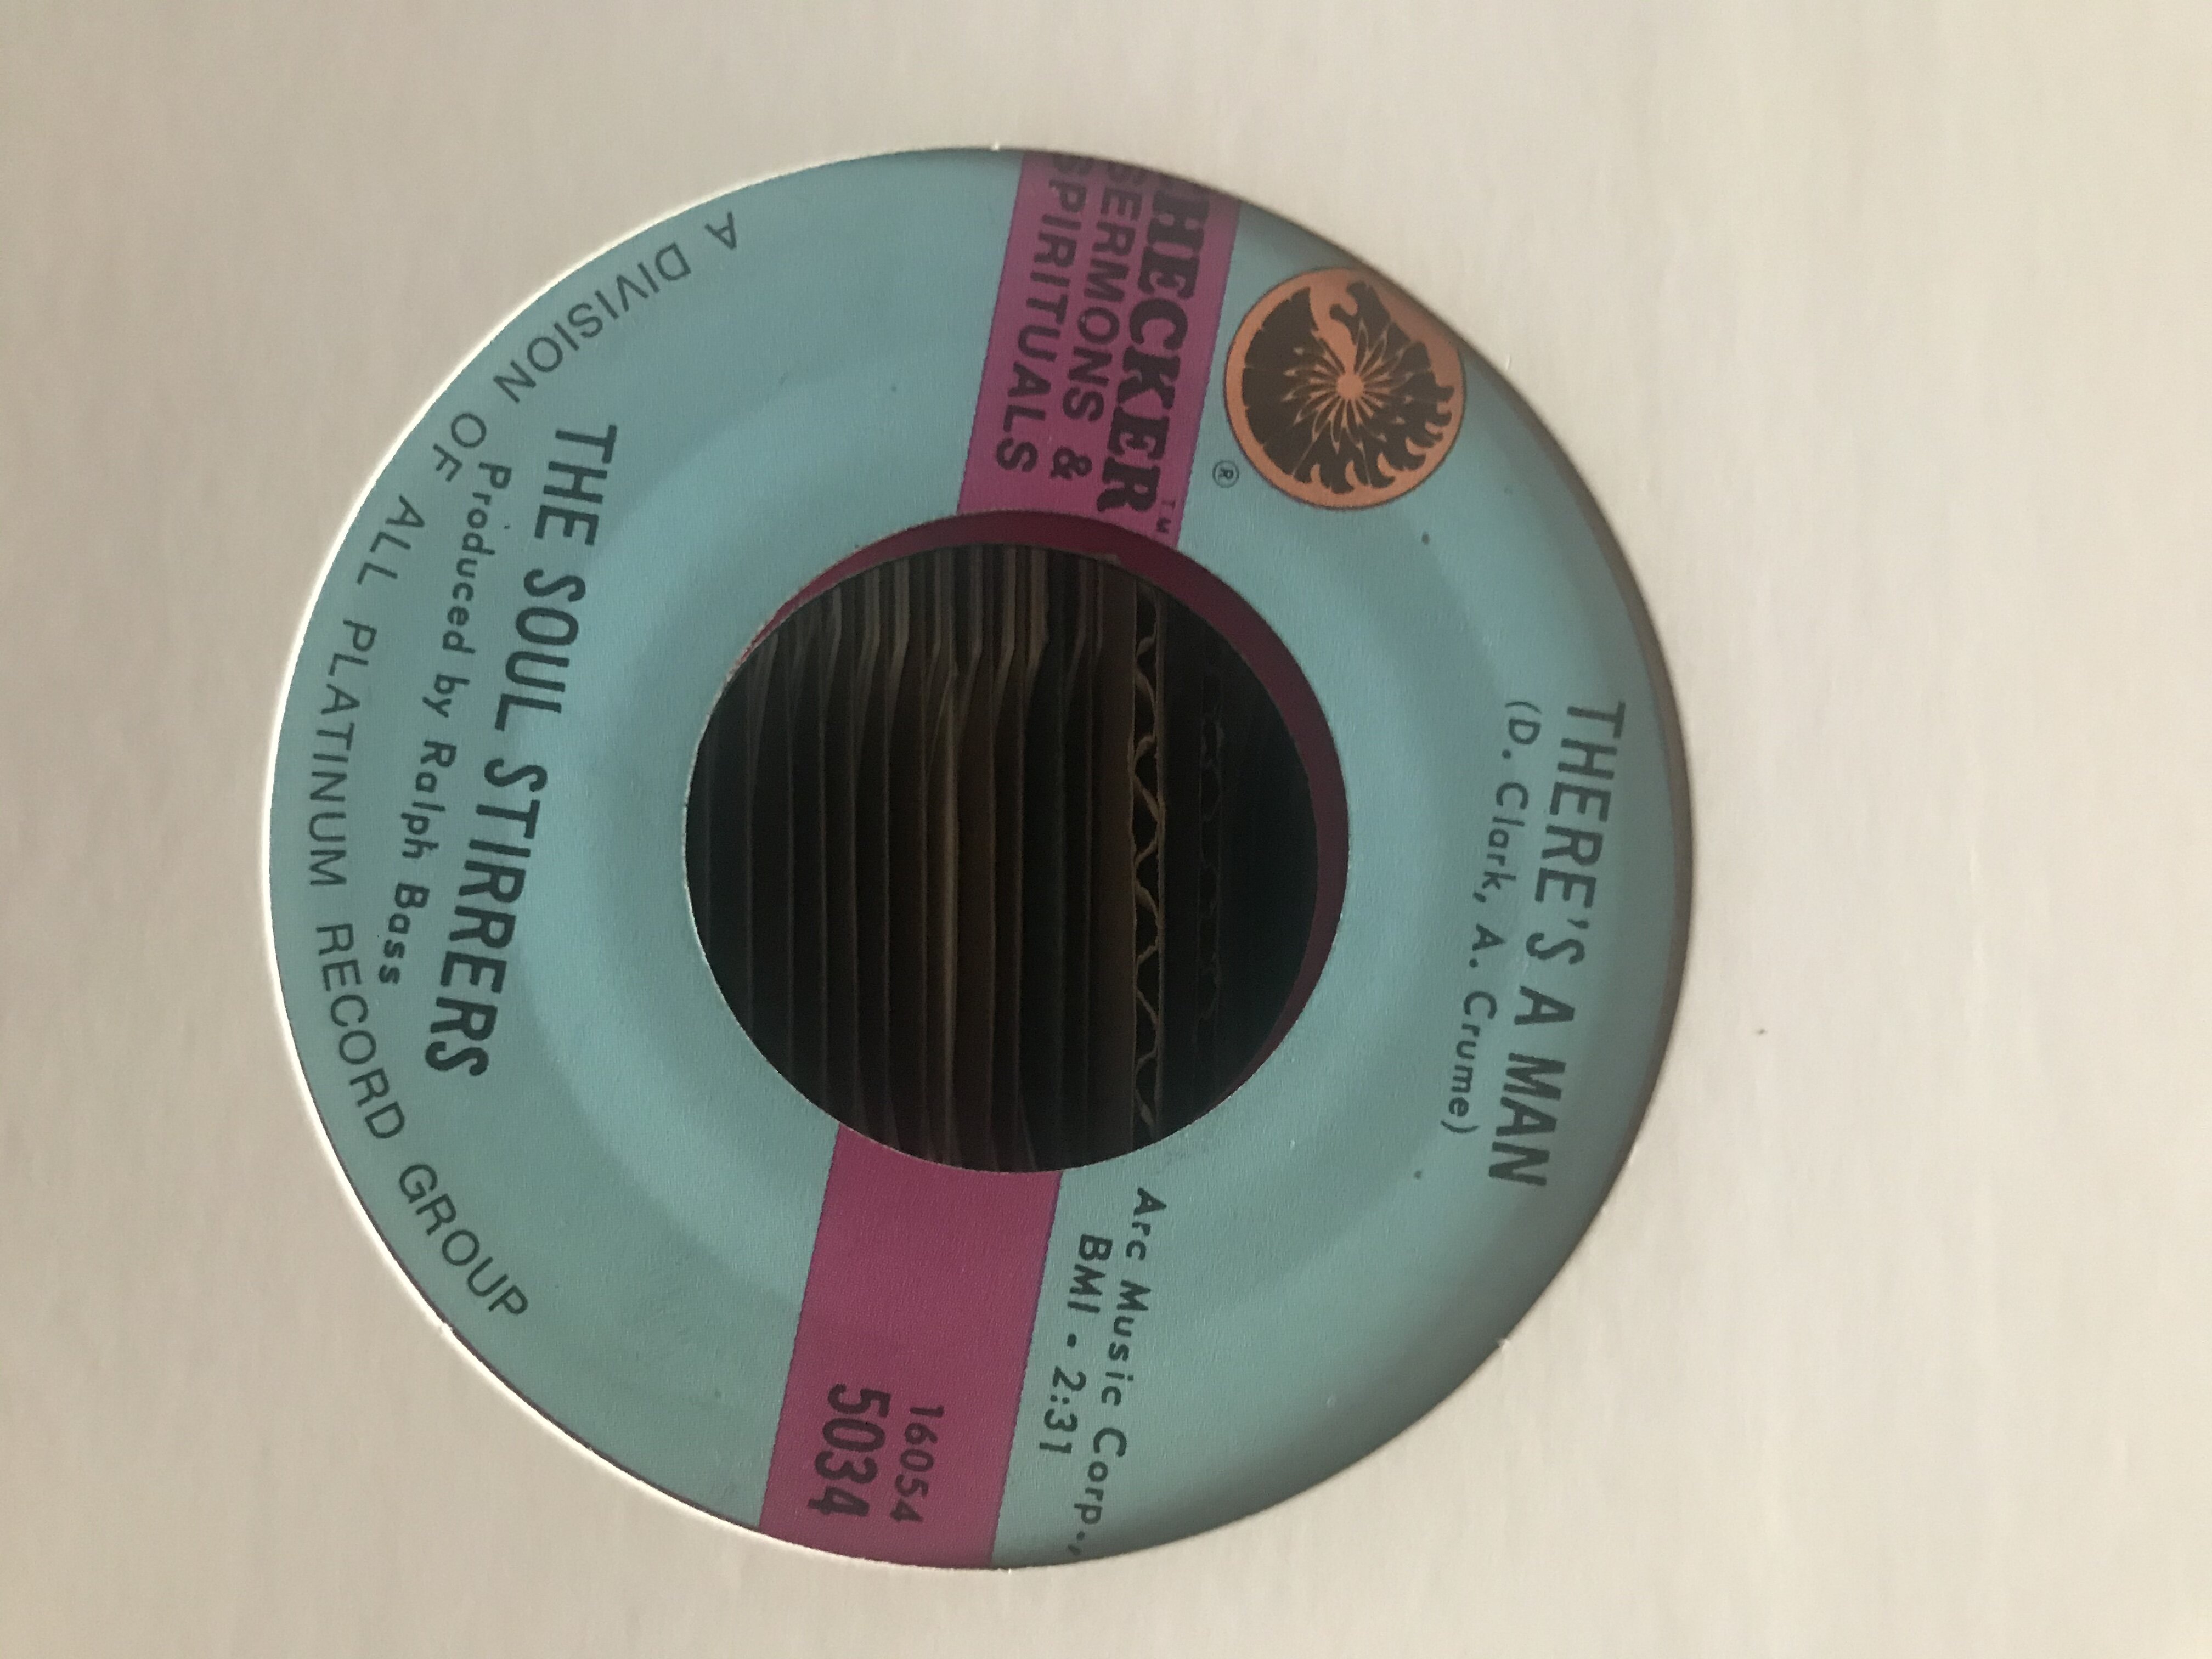 THERE'S A MAN
(D. Clark, A. Crume)
®
CHECKER™
SERMONS &
SPIRITUALS
Arc Music Corp.,
BMI - 2:31
16054
5034
THE SOUL STIRRERS
Produced by Ralph Bass
A DIVISION OF ALL PLATINUM RECORD GROUP